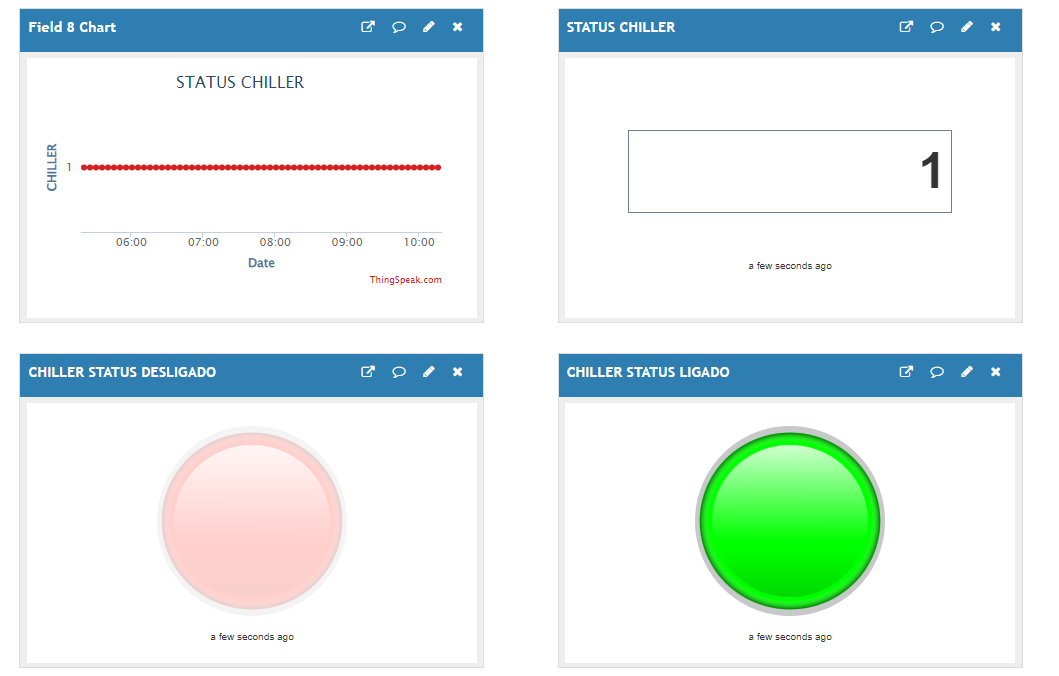 Field 8 Chart
STATUS CHILLER
CHILLER
1
06:00 07:00 08:00 09:00 10:00
Date
ThingSpeak.com
STATUS CHILLER
1
a few seconds ago
CHILLER STATUS DESLIGADO
a few seconds ago
CHILLER STATUS LIGADO
a few seconds ago